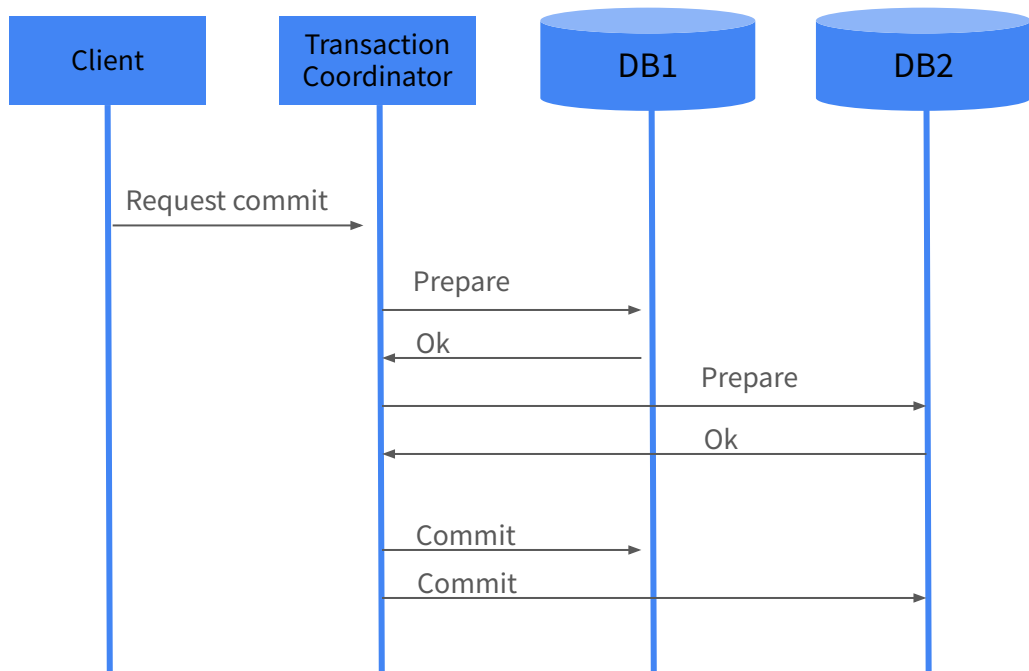 Client
Transaction
Coordinator
DB1
DB2
Request commit
Prepare
Ok
Prepare
Ok
Commit
Commit